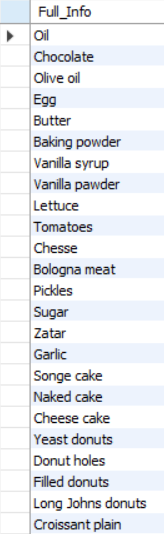 Full_Info
Oil
Chocolate
Olive oil
Egg
Butter
Baking powder
Vanilla syrup
Vanilla pawder
Lettuce
Tomatoes
Chesse
Bologna meat
Pickles
Sugar
Zatar
Garlic
Songe cake
Naked cake
Cheese cake
Yeast donuts
Donut holes
Filled donuts
Long Johns donuts
Croissant plain